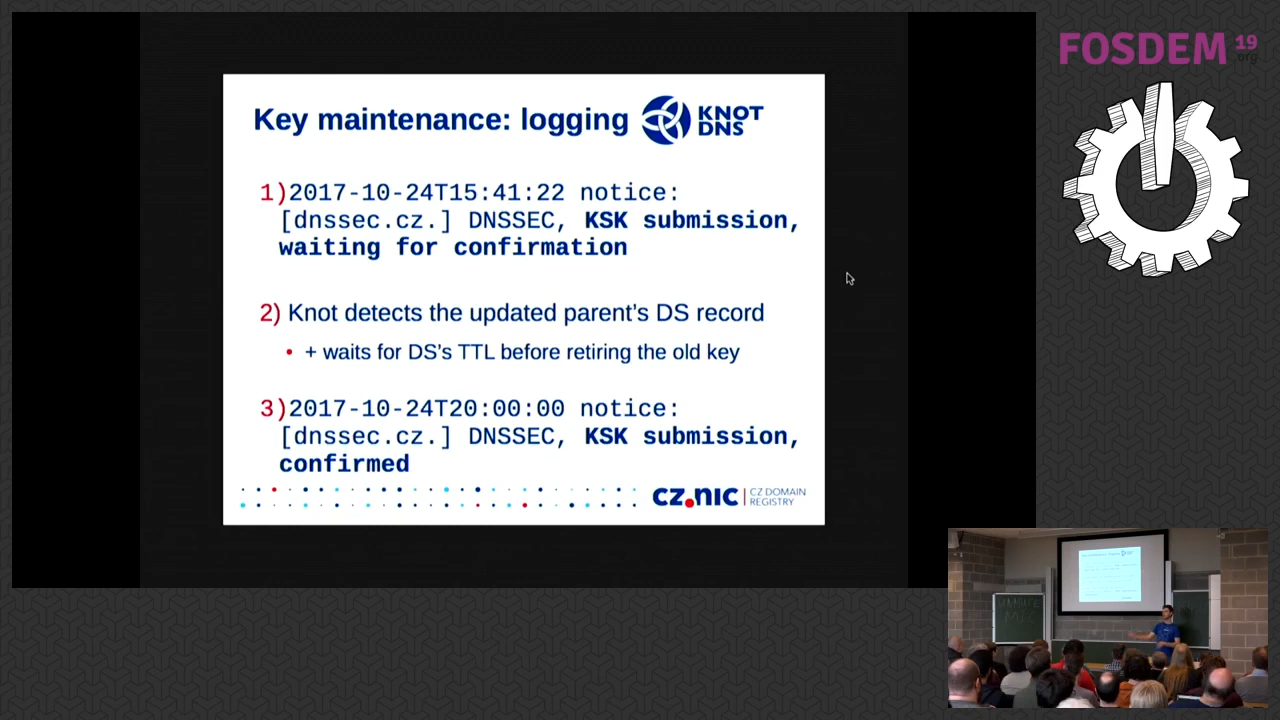 FOSDEM 19
.org
Key maintenance: logging
KNOT
DNS
1)2017-10-24T15:41:22 notice:
[dnssec.cz.] DNSSEC, KSK submission,
waiting for confirmation
2) Knot detects the updated parent's DS record
• + waits for DS's TTL before retiring the old key
3)2017-10-24T20:00:00 notice:
[dnssec.cz.] DNSSEC, KSK submission,
confirmed
CZ.NIC | CZ DOMAIN
REGISTRY